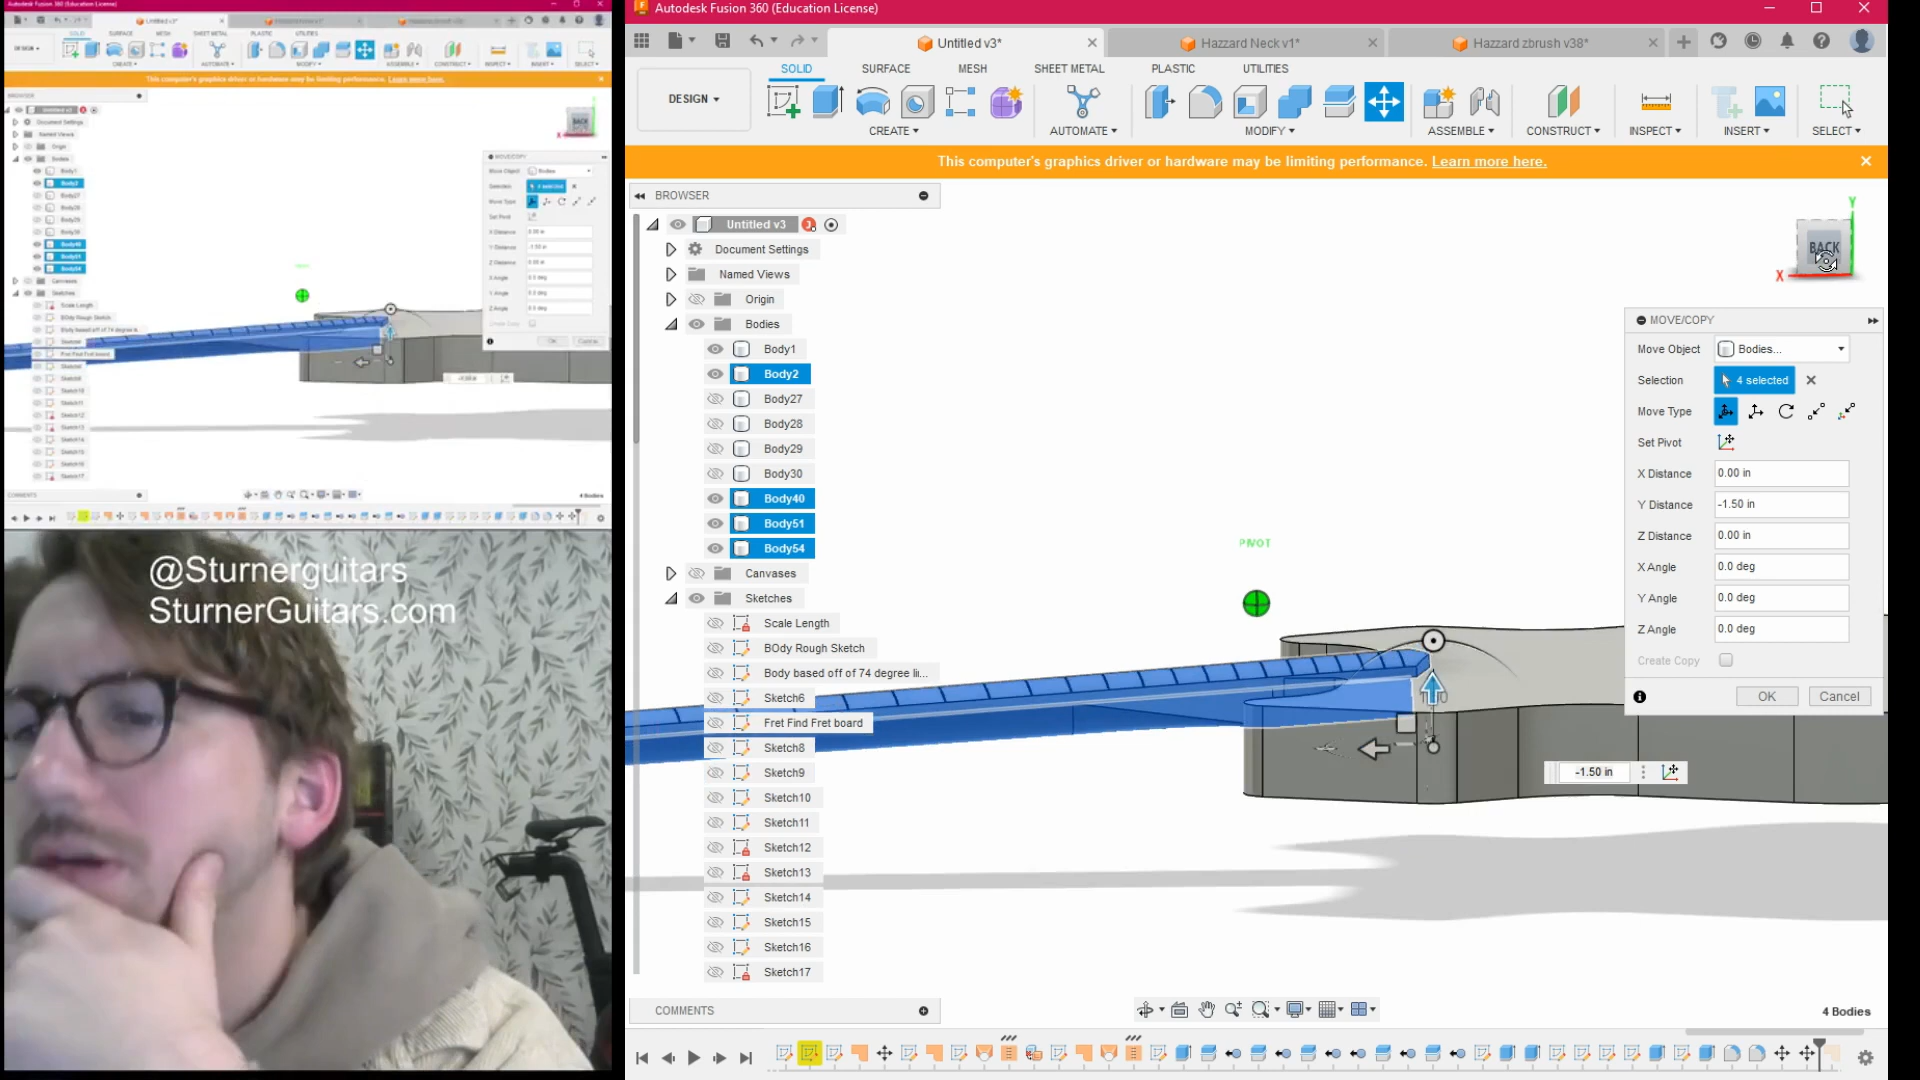 @Sturnerguitars
SturnerGuitars.com
Autodesk Fusion 360 (Education License)
Untitled v3*
Hazzard Neck v1*
Hazzard zbrush v38*
SOLID SURFACE MESH SHEET METAL PLASTIC UTILITIES
DESIGN
CREATE AUTOMATE MODIFY ASSEMBLE CONSTRUCT INSPECT INSERT SELECT
This computer's graphics driver or hardware may be limiting performance. Learn more here.
BROWSER
Untitled v3
Document Settings
Named Views
Origin
Bodies
Body1
Body2
Body27
Body28
Body29
Body30
Body40
Body51
Body54
Canvases
Sketches
Scale Length
BOdy Rough Sketch
Body based off of 74 degree li...
Sketch6
Fret Find Fret board
Sketch8
Sketch9
Sketch10
Sketch11
Sketch12
Sketch13
Sketch14
Sketch15
Sketch16
Sketch17
COMMENTS
PIVOT
Y
BACK
X
MOVE/COPY
Move Object Bodies...
Selection 4 selected
Move Type
Set Pivot
X Distance 0.00 in
Y Distance -1.50 in
Z Distance 0.00 in
X Angle 0.0 deg
Y Angle 0.0 deg
Z Angle 0.0 deg
Create Copy
OK Cancel
-1.50 in
4 Bodies